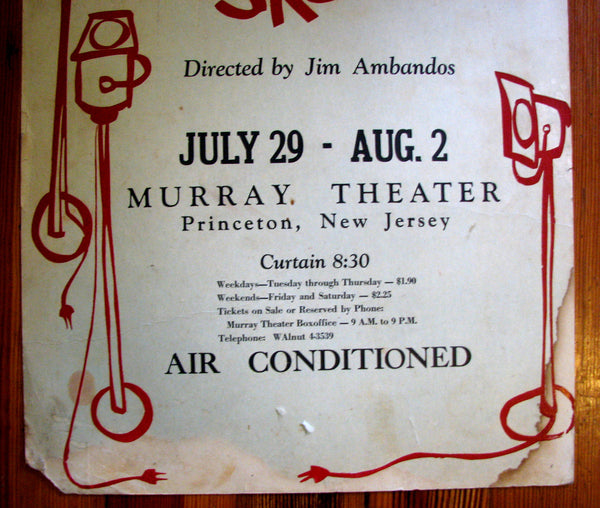 Directed by Jim Ambandos
JULY 29 - AUG. 2
MURRAY THEATER
Princeton, New Jersey
Curtain 8:30
Weekdays—Tuesday through Thursday — $1.90
Weekends—Friday and Saturday — $2.25
Tickets on Sale or Reserved by Phone:
Murray Theater Boxoffice — 9 A.M. to 9 P.M.
Telephone: WAlnut 4-3539
AIR CONDITIONED